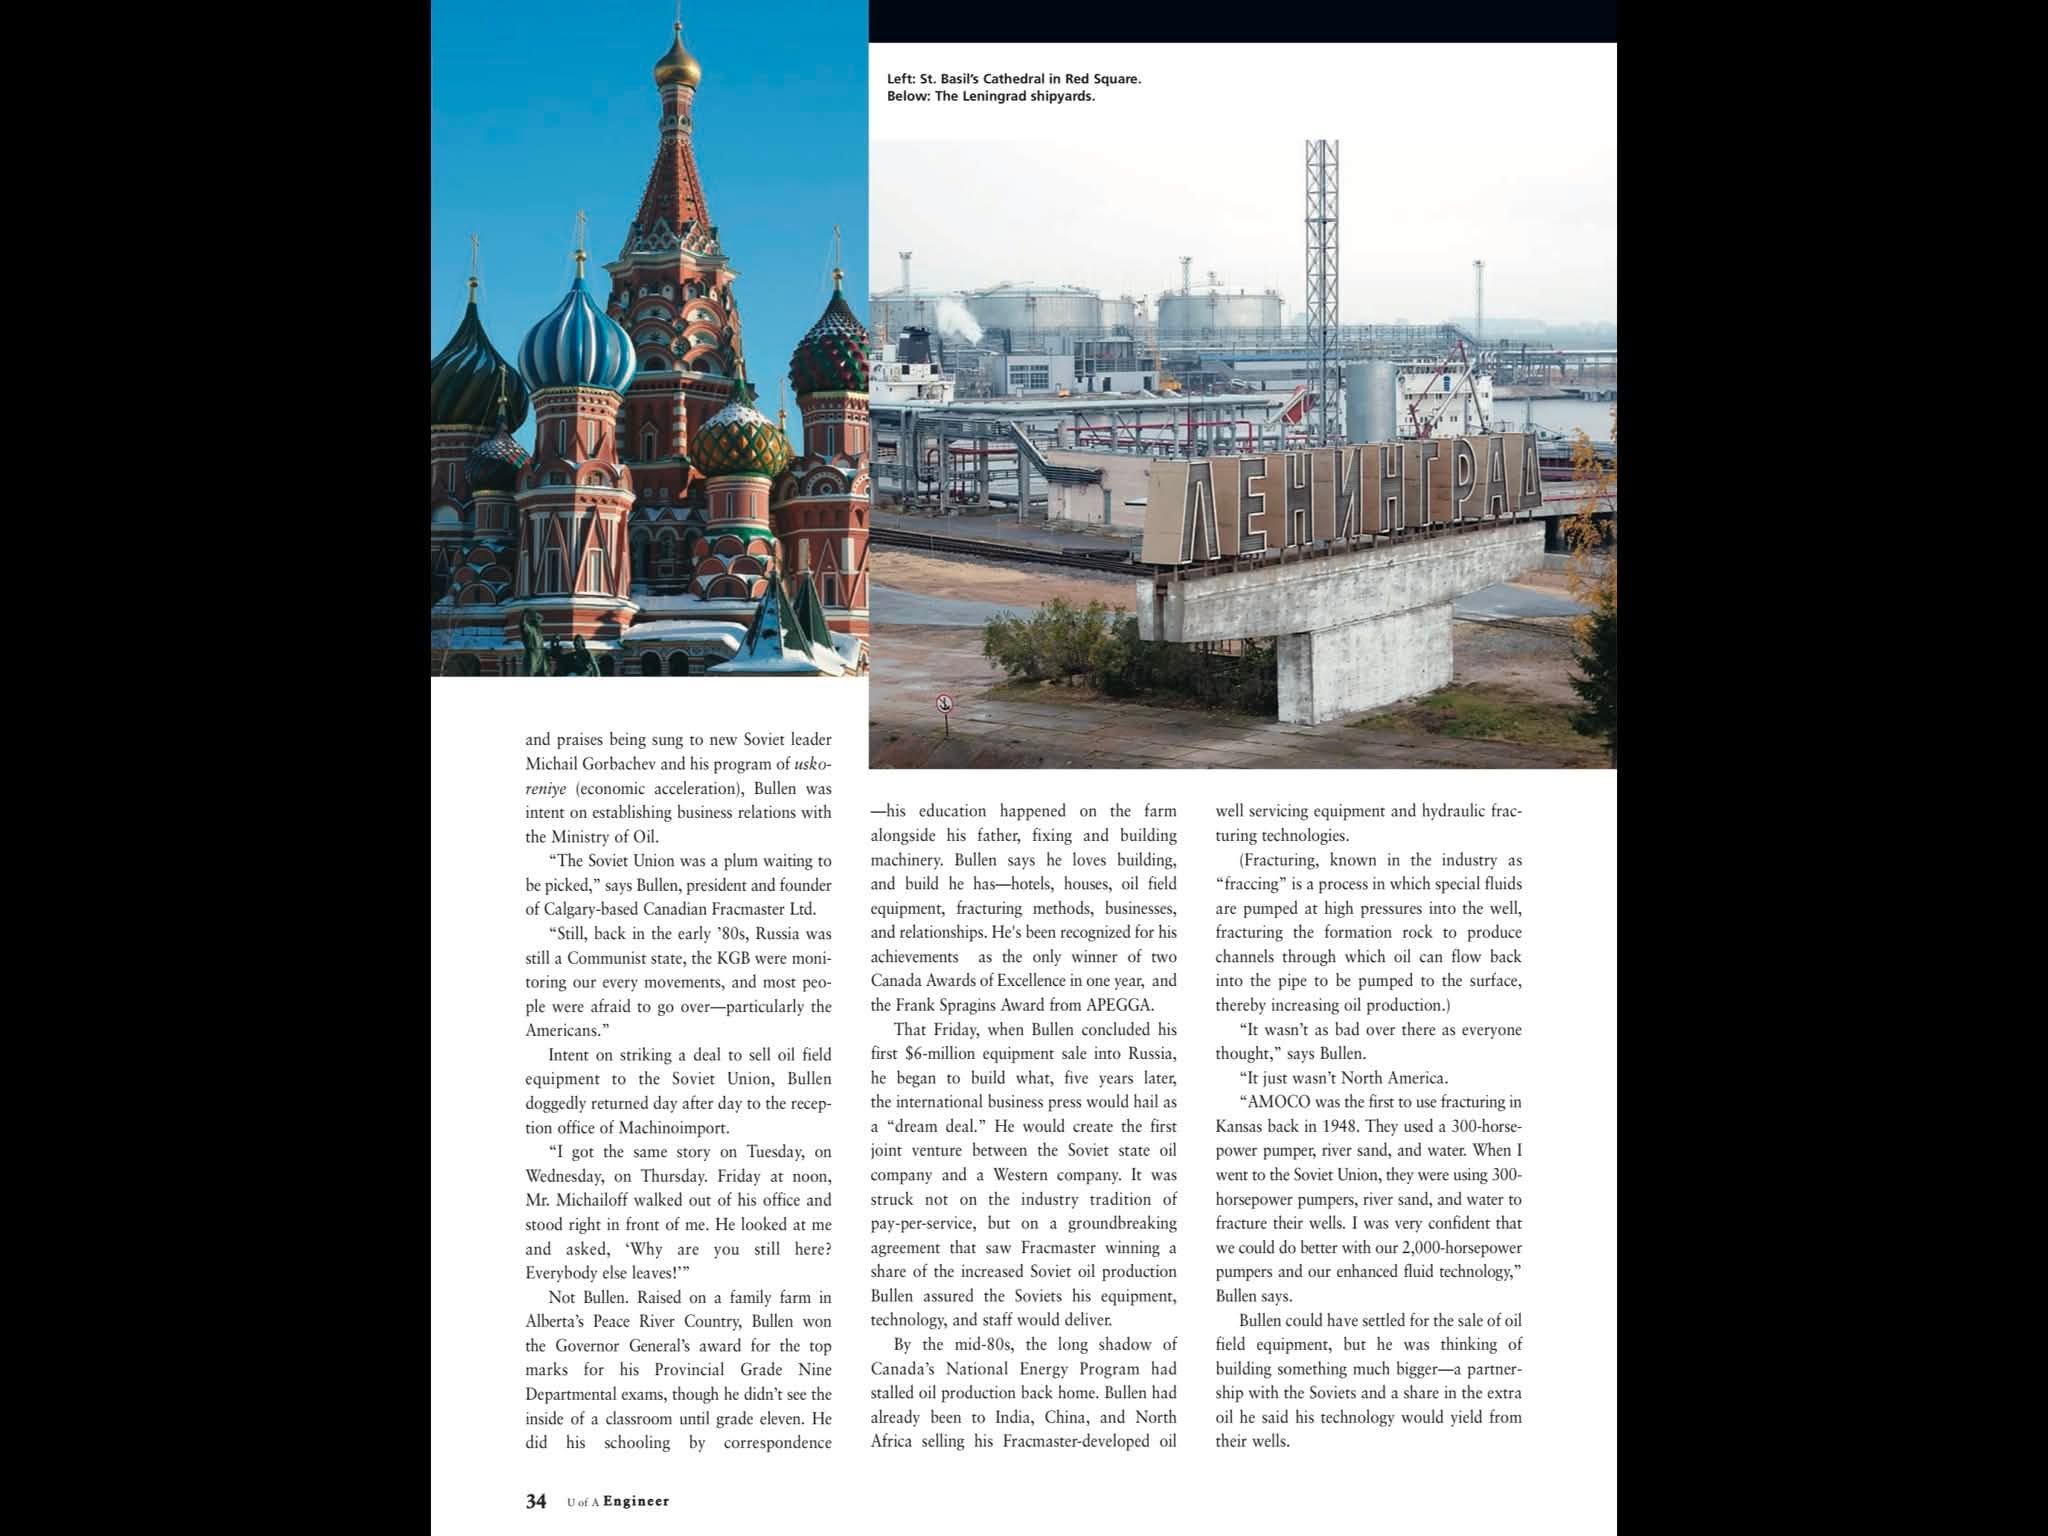 Left: St. Basil's Cathedral in Red Square.
Below: The Leningrad shipyards.
ЛЕНИНГРАД
and praises being sung to new Soviet leader
Michail Gorbachev and his program of usko-
reniye (economic acceleration), Bullen was
intent on establishing business relations with
the Ministry of Oil.
“The Soviet Union was a plum waiting to
be picked,” says Bullen, president and founder
of Calgary-based Canadian Fracmaster Ltd.
“Still, back in the early ’80s, Russia was
still a Communist state, the KGB were moni-
toring our every movements, and most peo-
ple were afraid to go over—particularly the
Americans.”
Intent on striking a deal to sell oil field
equipment to the Soviet Union, Bullen
doggedly returned day after day to the recep-
tion office of Machinoimport.
“I got the same story on Tuesday, on
Wednesday, on Thursday. Friday at noon,
Mr. Michailoff walked out of his office and
stood right in front of me. He looked at me
and asked, ‘Why are you still here?
Everybody else leaves!’”
Not Bullen. Raised on a family farm in
Alberta’s Peace River Country, Bullen won
the Governor General’s award for the top
marks for his Provincial Grade Nine
Departmental exams, though he didn’t see the
inside of a classroom until grade eleven. He
did his schooling by correspondence
—his education happened on the farm
alongside his father, fixing and building
machinery. Bullen says he loves building,
and build he has—hotels, houses, oil field
equipment, fracturing methods, businesses,
and relationships. He's been recognized for his
achievements as the only winner of two
Canada Awards of Excellence in one year, and
the Frank Spragins Award from APEGGA.
That Friday, when Bullen concluded his
first $6-million equipment sale into Russia,
he began to build what, five years later,
the international business press would hail as
a “dream deal.” He would create the first
joint venture between the Soviet state oil
company and a Western company. It was
struck not on the industry tradition of
pay-per-service, but on a groundbreaking
agreement that saw Fracmaster winning a
share of the increased Soviet oil production
Bullen assured the Soviets his equipment,
technology, and staff would deliver.
By the mid-80s, the long shadow of
Canada’s National Energy Program had
stalled oil production back home. Bullen had
already been to India, China, and North
Africa selling his Fracmaster-developed oil
well servicing equipment and hydraulic frac-
turing technologies.
(Fracturing, known in the industry as
“fraccing” is a process in which special fluids
are pumped at high pressures into the well,
fracturing the formation rock to produce
channels through which oil can flow back
into the pipe to be pumped to the surface,
thereby increasing oil production.)
“It wasn’t as bad over there as everyone
thought,” says Bullen.
“It just wasn’t North America.
“AMOCO was the first to use fracturing in
Kansas back in 1948. They used a 300-horse-
power pumper, river sand, and water. When I
went to the Soviet Union, they were using 300-
horsepower pumpers, river sand, and water to
fracture their wells. I was very confident that
we could do better with our 2,000-horsepower
pumpers and our enhanced fluid technology,”
Bullen says.
Bullen could have settled for the sale of oil
field equipment, but he was thinking of
building something much bigger—a partner-
ship with the Soviets and a share in the extra
oil he said his technology would yield from
their wells.
34 U of A Engineer